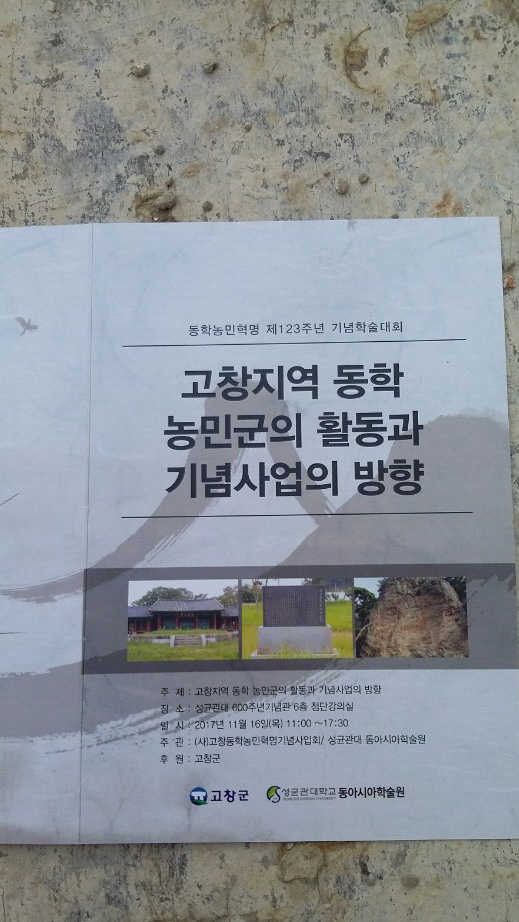 동학농민혁명 제123주년 기념학술대회
고창지역 동학
농민군의 활동과
기념사업의 방향
주 제 : 고창지역 동학 농민군의 활동과 기념사업의 방향
장 소 : 성균관대 600주년기념관 6층 첨단강의실
일 시 : 2017년 11월 16일(목) 11:00 ~17:30
주 관 : (사)고창동학농민혁명기념사업회/ 성균관대 동아시아학술원
후 원 : 고창군
고창군 성균관대학교 동아시아학술원